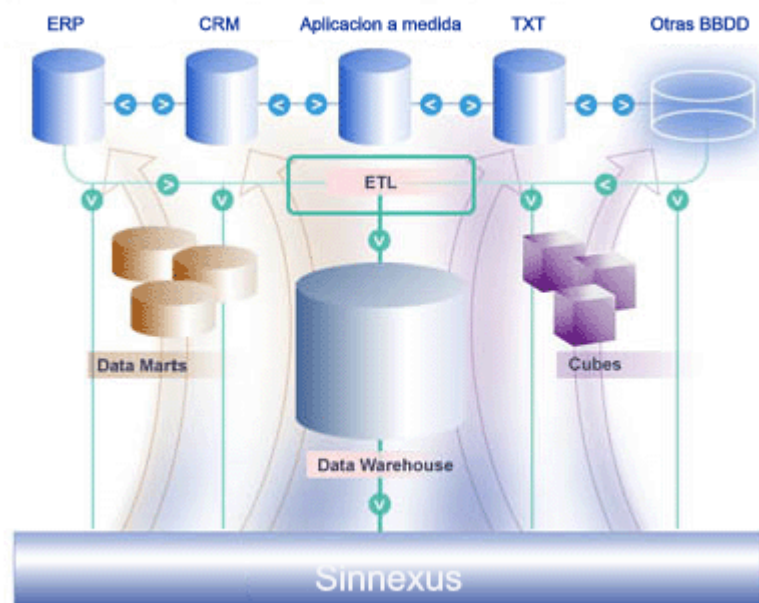 ERP
CRM
Aplicacion a medida
TXT
Otras BBDD
ETL
Data Marts
Cubes
Data Warehouse
Sinnexus